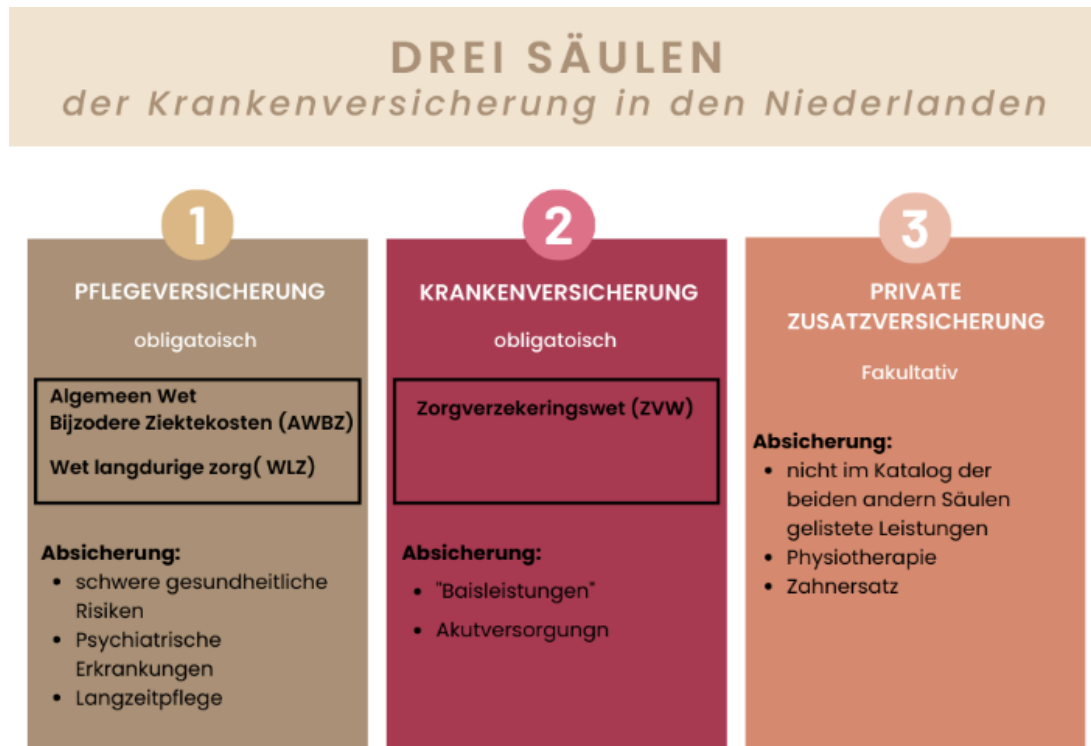 DREI SÄULEN
der Krankenversicherung in den Niederlanden
1
PFLEGEVERSICHERUNG
obligatoisch
Algemeen Wet
Bijzodere Ziektekosten (AWBZ)
Wet langdurige zorg( WLZ)
Absicherung:
• schwere gesundheitliche
Risiken
• Psychiatrische
Erkrankungen
• Langzeitpflege
2
KRANKENVERSICHERUNG
obligatoisch
Zorgverzekeringswet (ZVW)
Absicherung:
• "Baisleistungen"
• Akutversorgungn
3
PRIVATE
ZUSATZVERSICHERUNG
Fakultativ
Absicherung:
• nicht im Katalog der
beiden andern Säulen
gelistete Leistungen
• Physiotherapie
• Zahnersatz